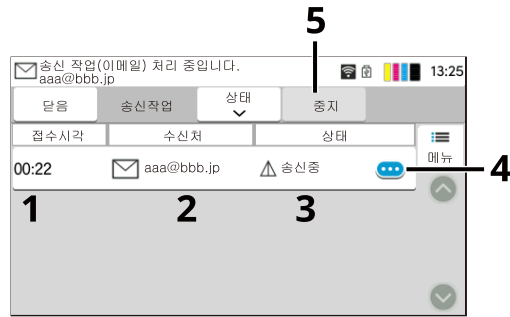 5
송신 작업(이메일) 처리 중입니다.
aaa@bbb.jp
13:25
닫음 송신작업 상태 중지
접수시각 수신처 상태 메뉴
00:22 aaa@bbb.jp 송신중 4
1 2 3